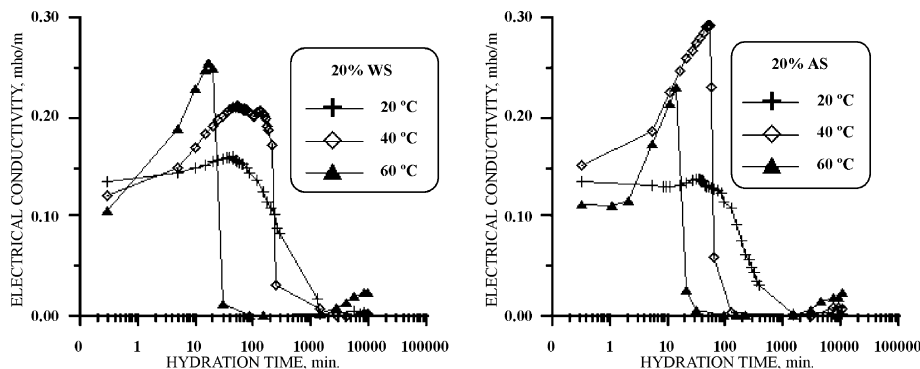 ELECTRICAL CONDUCTIVITY, mho/m
0.30
0.20
0.10
0.00
20% WS
20 ºC
40 ºC
60 ºC
0 1 10 100 1000 10000 100000
HYDRATION TIME, min.
ELECTRICAL CONDUCTIVITY, mho/m
0.30
0.20
0.10
0.00
20% AS
20 ºC
40 ºC
60 ºC
0 1 10 100 1000 10000 100000
HYDRATION TIME, min.